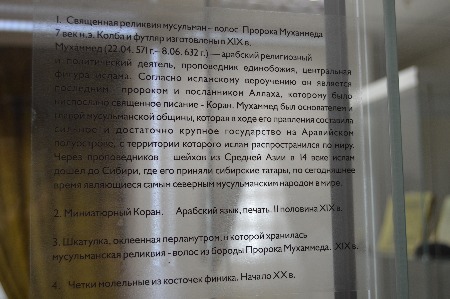 1. Священная реликвия мусульман – волос Пророка Мухаммеда
7 век н.э. Колба и футляр изготовлены в XIX в.
Мухаммед (22.04. 571 г.– 8.06. 632 г.) — арабский религиозный
и политический деятель, проповедник единобожия, центральная
фигура ислама. Согласно исламскому вероучению он является
последним пророком и посланником Аллаха, которому было
ниспослано священное писание - Коран. Мухаммед был основателем и
главой мусульманской общины, которая в ходе его правления составила
сильное и достаточно крупное государство на Аравийском
полуострове, с территории которого ислам распространился по миру.
Через проповедников – шейхов из Средней Азии в 14 веке ислам
дошел до Сибири, где его приняли сибирские татары, по сегодняшнее
время являющиеся самым северным мусульманским народом в мире.
2. Миниатюрный Коран. Арабский язык, печать. II половина XIX в.
3. Шкатулка, оклеенная перламутром, в которой хранилась
мусульманская реликвия - волос из бороды Пророка Мухаммеда. XIX в.
4. Четки молельные из косточек финика. Начало XX в.